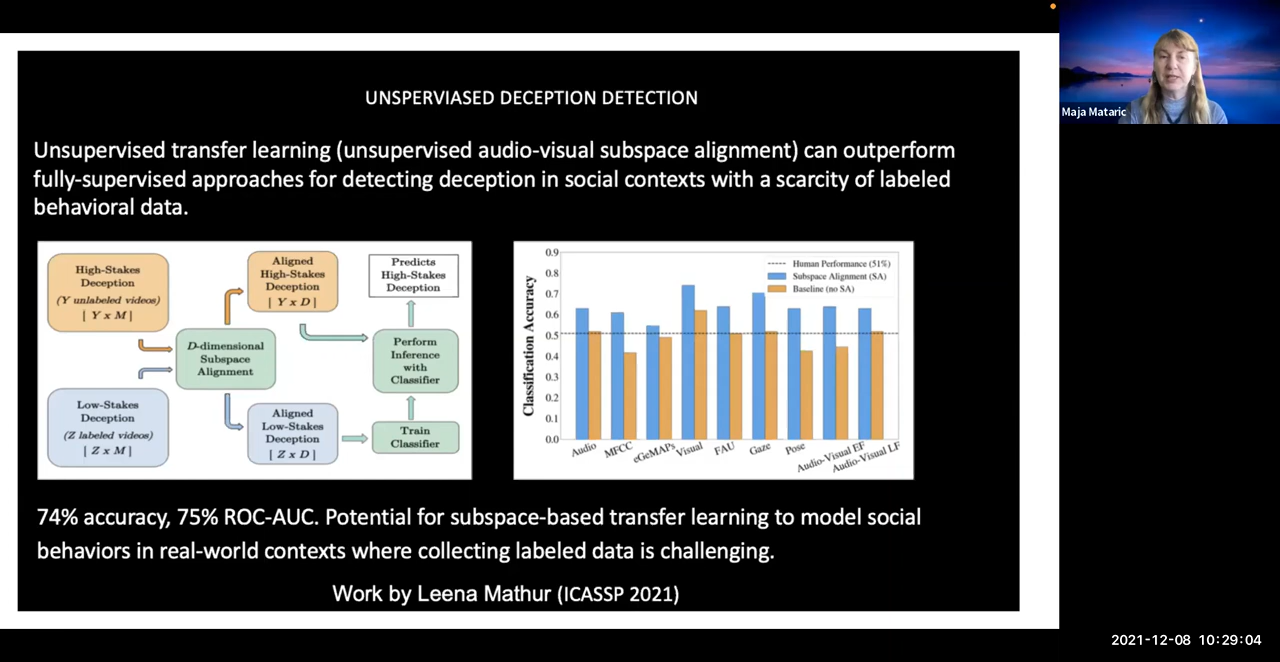 UNSPERVIASED DECEPTION DETECTION
Unsupervised transfer learning (unsupervised audio-visual subspace alignment) can outperform
fully-supervised approaches for detecting deception in social contexts with a scarcity of labeled
behavioral data.
High-Stakes
Deception
(Y unlabeled videos)
| Y x M |
Low-Stakes
Deception
(Z labeled videos)
| Z x M |
D-dimensional
Subspace
Alignment
Aligned
High-Stakes
Deception
| Y x D |
Aligned
Low-Stakes
Deception
| Z x D |
Predicts
High-Stakes
Deception
Perform
Inference
with
Classifier
Train
Classifier
Classification Accuracy
0.9
0.8
0.7
0.6
0.5
0.4
0.3
0.2
0.1
0.0
Human Performance (51%)
Subspace Alignment (SA)
Baseline (no SA)
Audio
MFCC
eGeMAPs
Visual
FAU
Gaze
Pose
Audio-Visual EF
Audio-Visual LF
74% accuracy, 75% ROC-AUC. Potential for subspace-based transfer learning to model social
behaviors in real-world contexts where collecting labeled data is challenging.
Work by Leena Mathur (ICASSP 2021)
Maja Mataric
2021-12-08 10:29:04